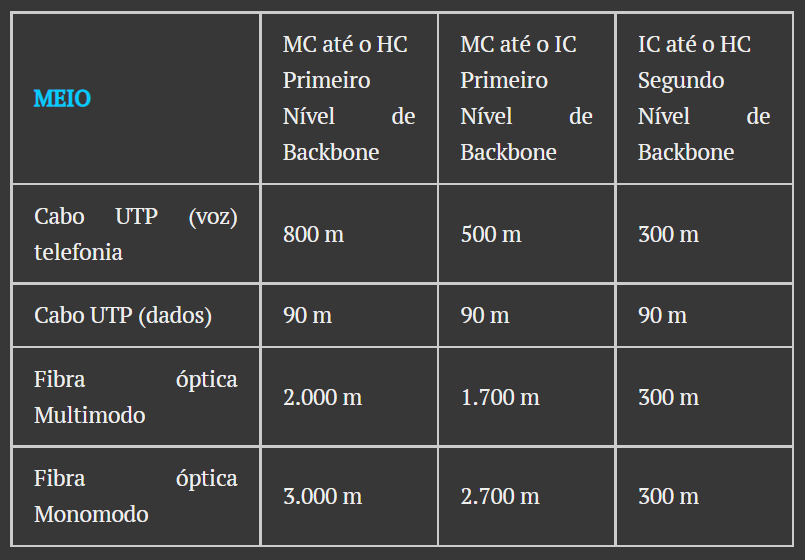 MEIO
MC até o HC
Primeiro
Nível de
Backbone
MC até o IC
Primeiro
Nível de
Backbone
IC até o HC
Segundo
Nível de
Backbone
Cabo UTP (voz)
telefonia
800 m
500 m
300 m
Cabo UTP (dados)
90 m
90 m
90 m
Fibra óptica
Multimodo
2.000 m
1.700 m
300 m
Fibra óptica
Monomodo
3.000 m
2.700 m
300 m